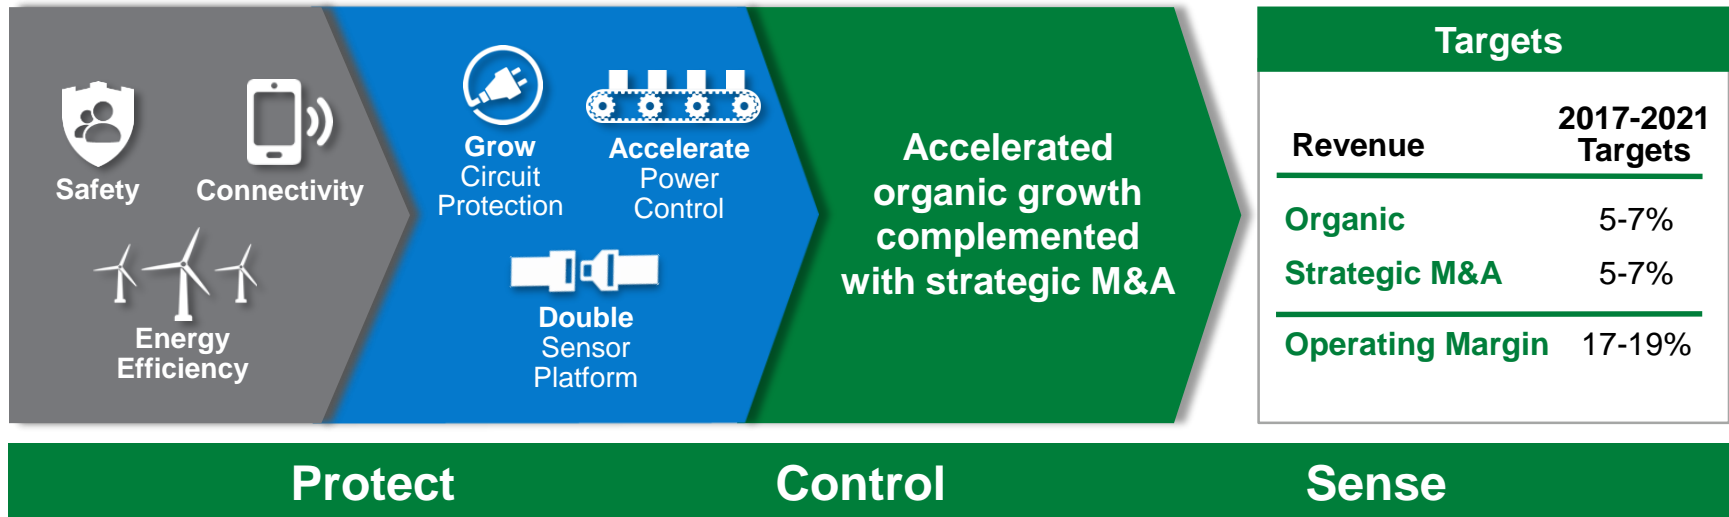 Safety
Connectivity
Energy
Efficiency
Grow
Circuit
Protection
Accelerate
Power
Control
Double
Sensor
Platform
Accelerated
organic growth
complemented
with strategic M&A
Targets
Revenue
2017-2021
Targets
Organic 5-7%
Strategic M&A 5-7%
Operating Margin 17-19%
Protect Control Sense